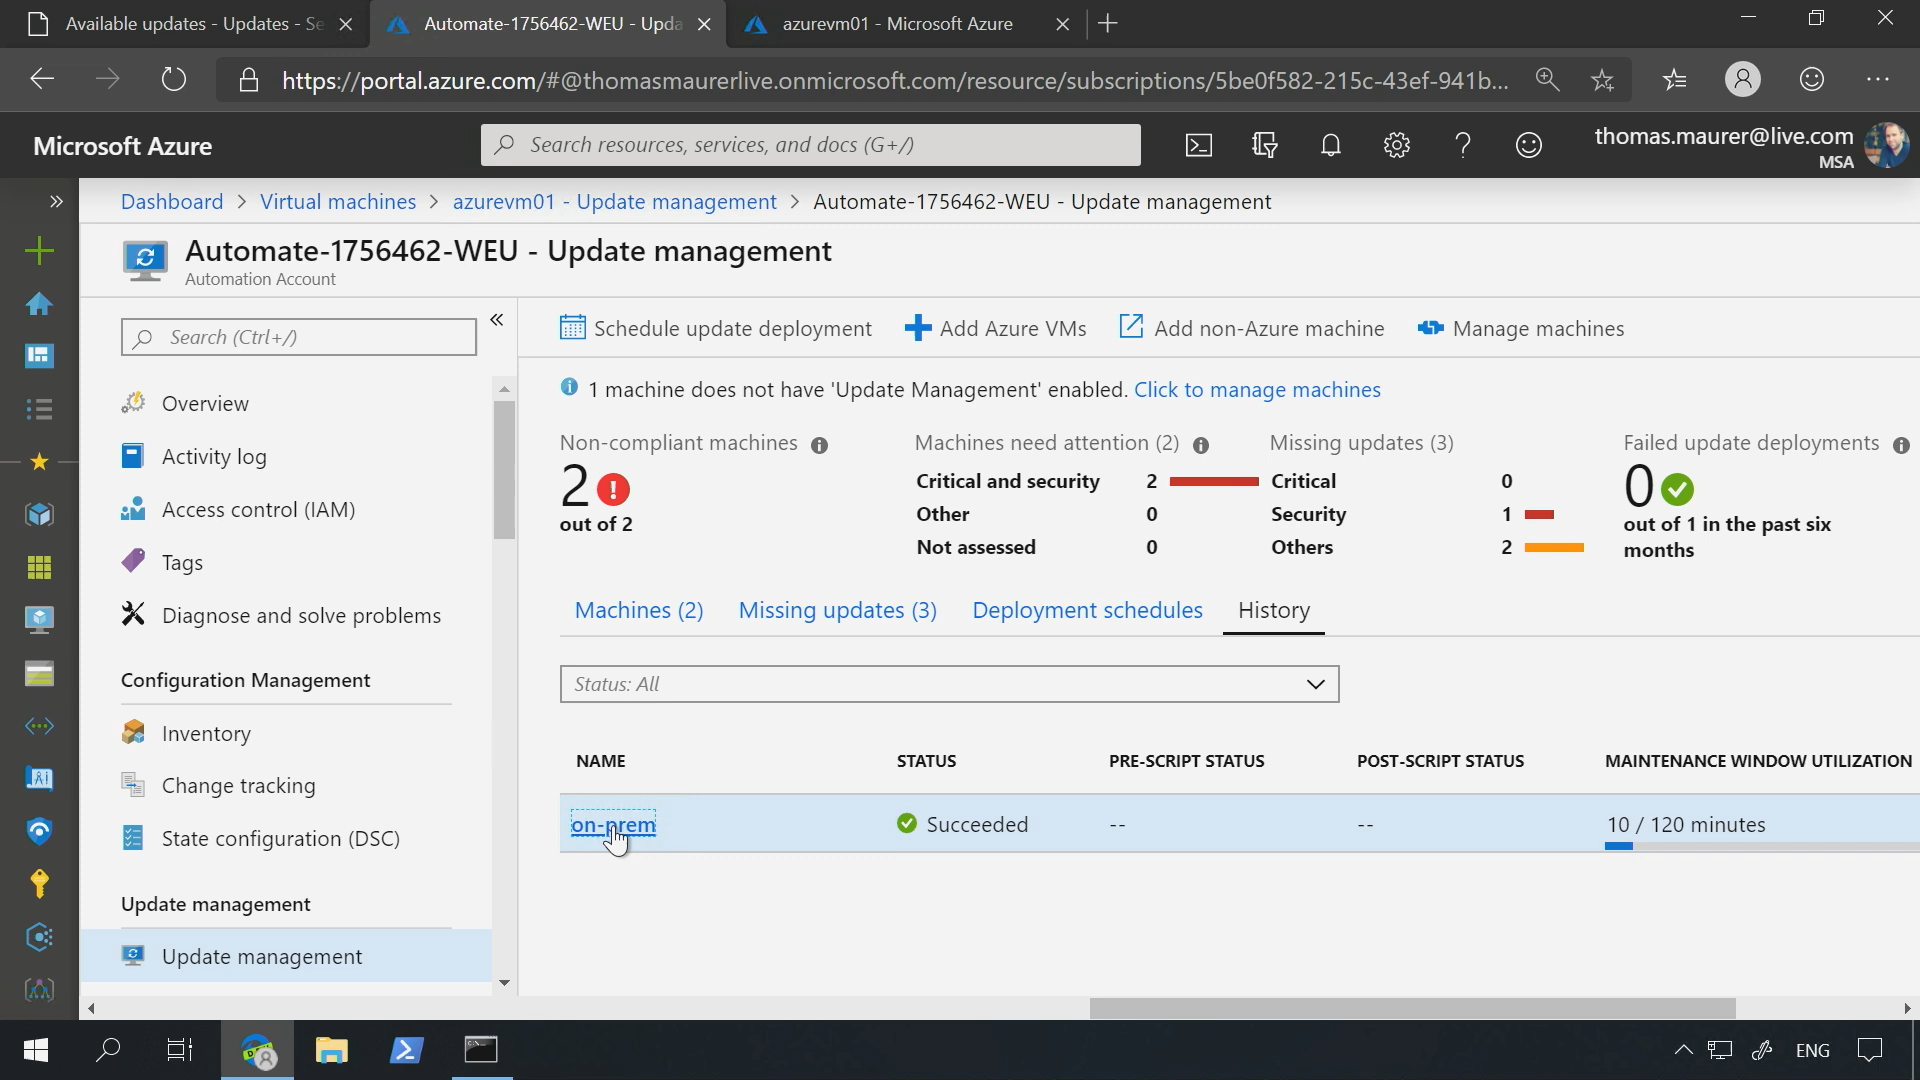 Available updates - Updates - Se
Automate-1756462-WEU - Upda
azurevm01 - Microsoft Azure
https://portal.azure.com/#@thomasmaurerlive.onmicrosoft.com/resource/subscriptions/5be0f582-215c-43ef-941b...
Microsoft Azure
Search resources, services, and docs (G+/)
thomas.maurer@live.com
MSA
Dashboard > Virtual machines > azurevm01 - Update management > Automate-1756462-WEU - Update management
Automate-1756462-WEU - Update management
Automation Account
Search (Ctrl+/)
Overview
Activity log
Access control (IAM)
Tags
Diagnose and solve problems
Configuration Management
Inventory
Change tracking
State configuration (DSC)
Update management
Update management
Schedule update deployment
Add Azure VMs
Add non-Azure machine
Manage machines
1 machine does not have 'Update Management' enabled. Click to manage machines
Non-compliant machines
2
out of 2
Machines need attention (2)
Critical and security 2
Other 0
Not assessed 0
Missing updates (3)
Critical 0
Security 1
Others 2
Failed update deployments
0
out of 1 in the past six
months
Machines (2)
Missing updates (3)
Deployment schedules
History
Status: All
NAME STATUS PRE-SCRIPT STATUS POST-SCRIPT STATUS MAINTENANCE WINDOW UTILIZATION
on-prem Succeeded -- -- 10 / 120 minutes
ENG